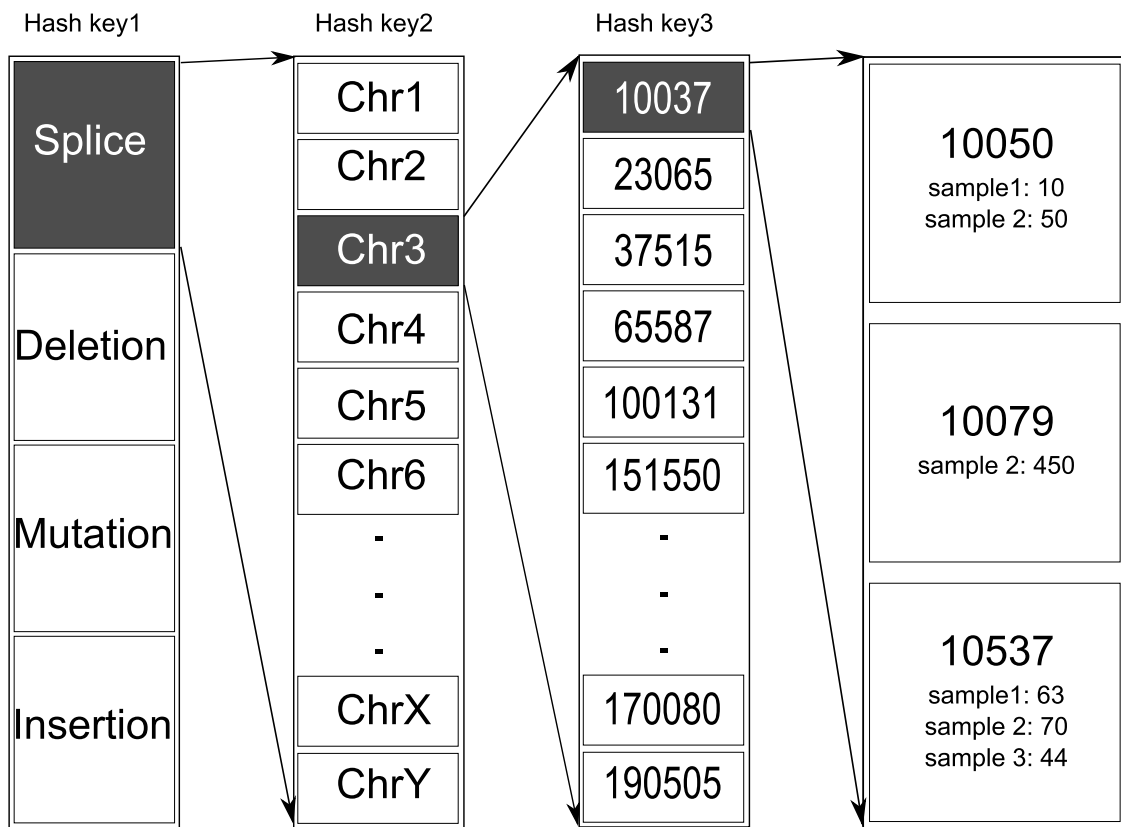 Hash key1
Hash key2
Hash key3
Splice
Deletion
Mutation
Insertion
Chr1
Chr2
Chr3
Chr4
Chr5
Chr6
-
-
-
ChrX
ChrY
10037
23065
37515
65587
100131
151550
-
-
-
170080
190505
10050
sample1: 10
sample 2: 50
10079
sample 2: 450
10537
sample1: 63
sample 2: 70
sample 3: 44